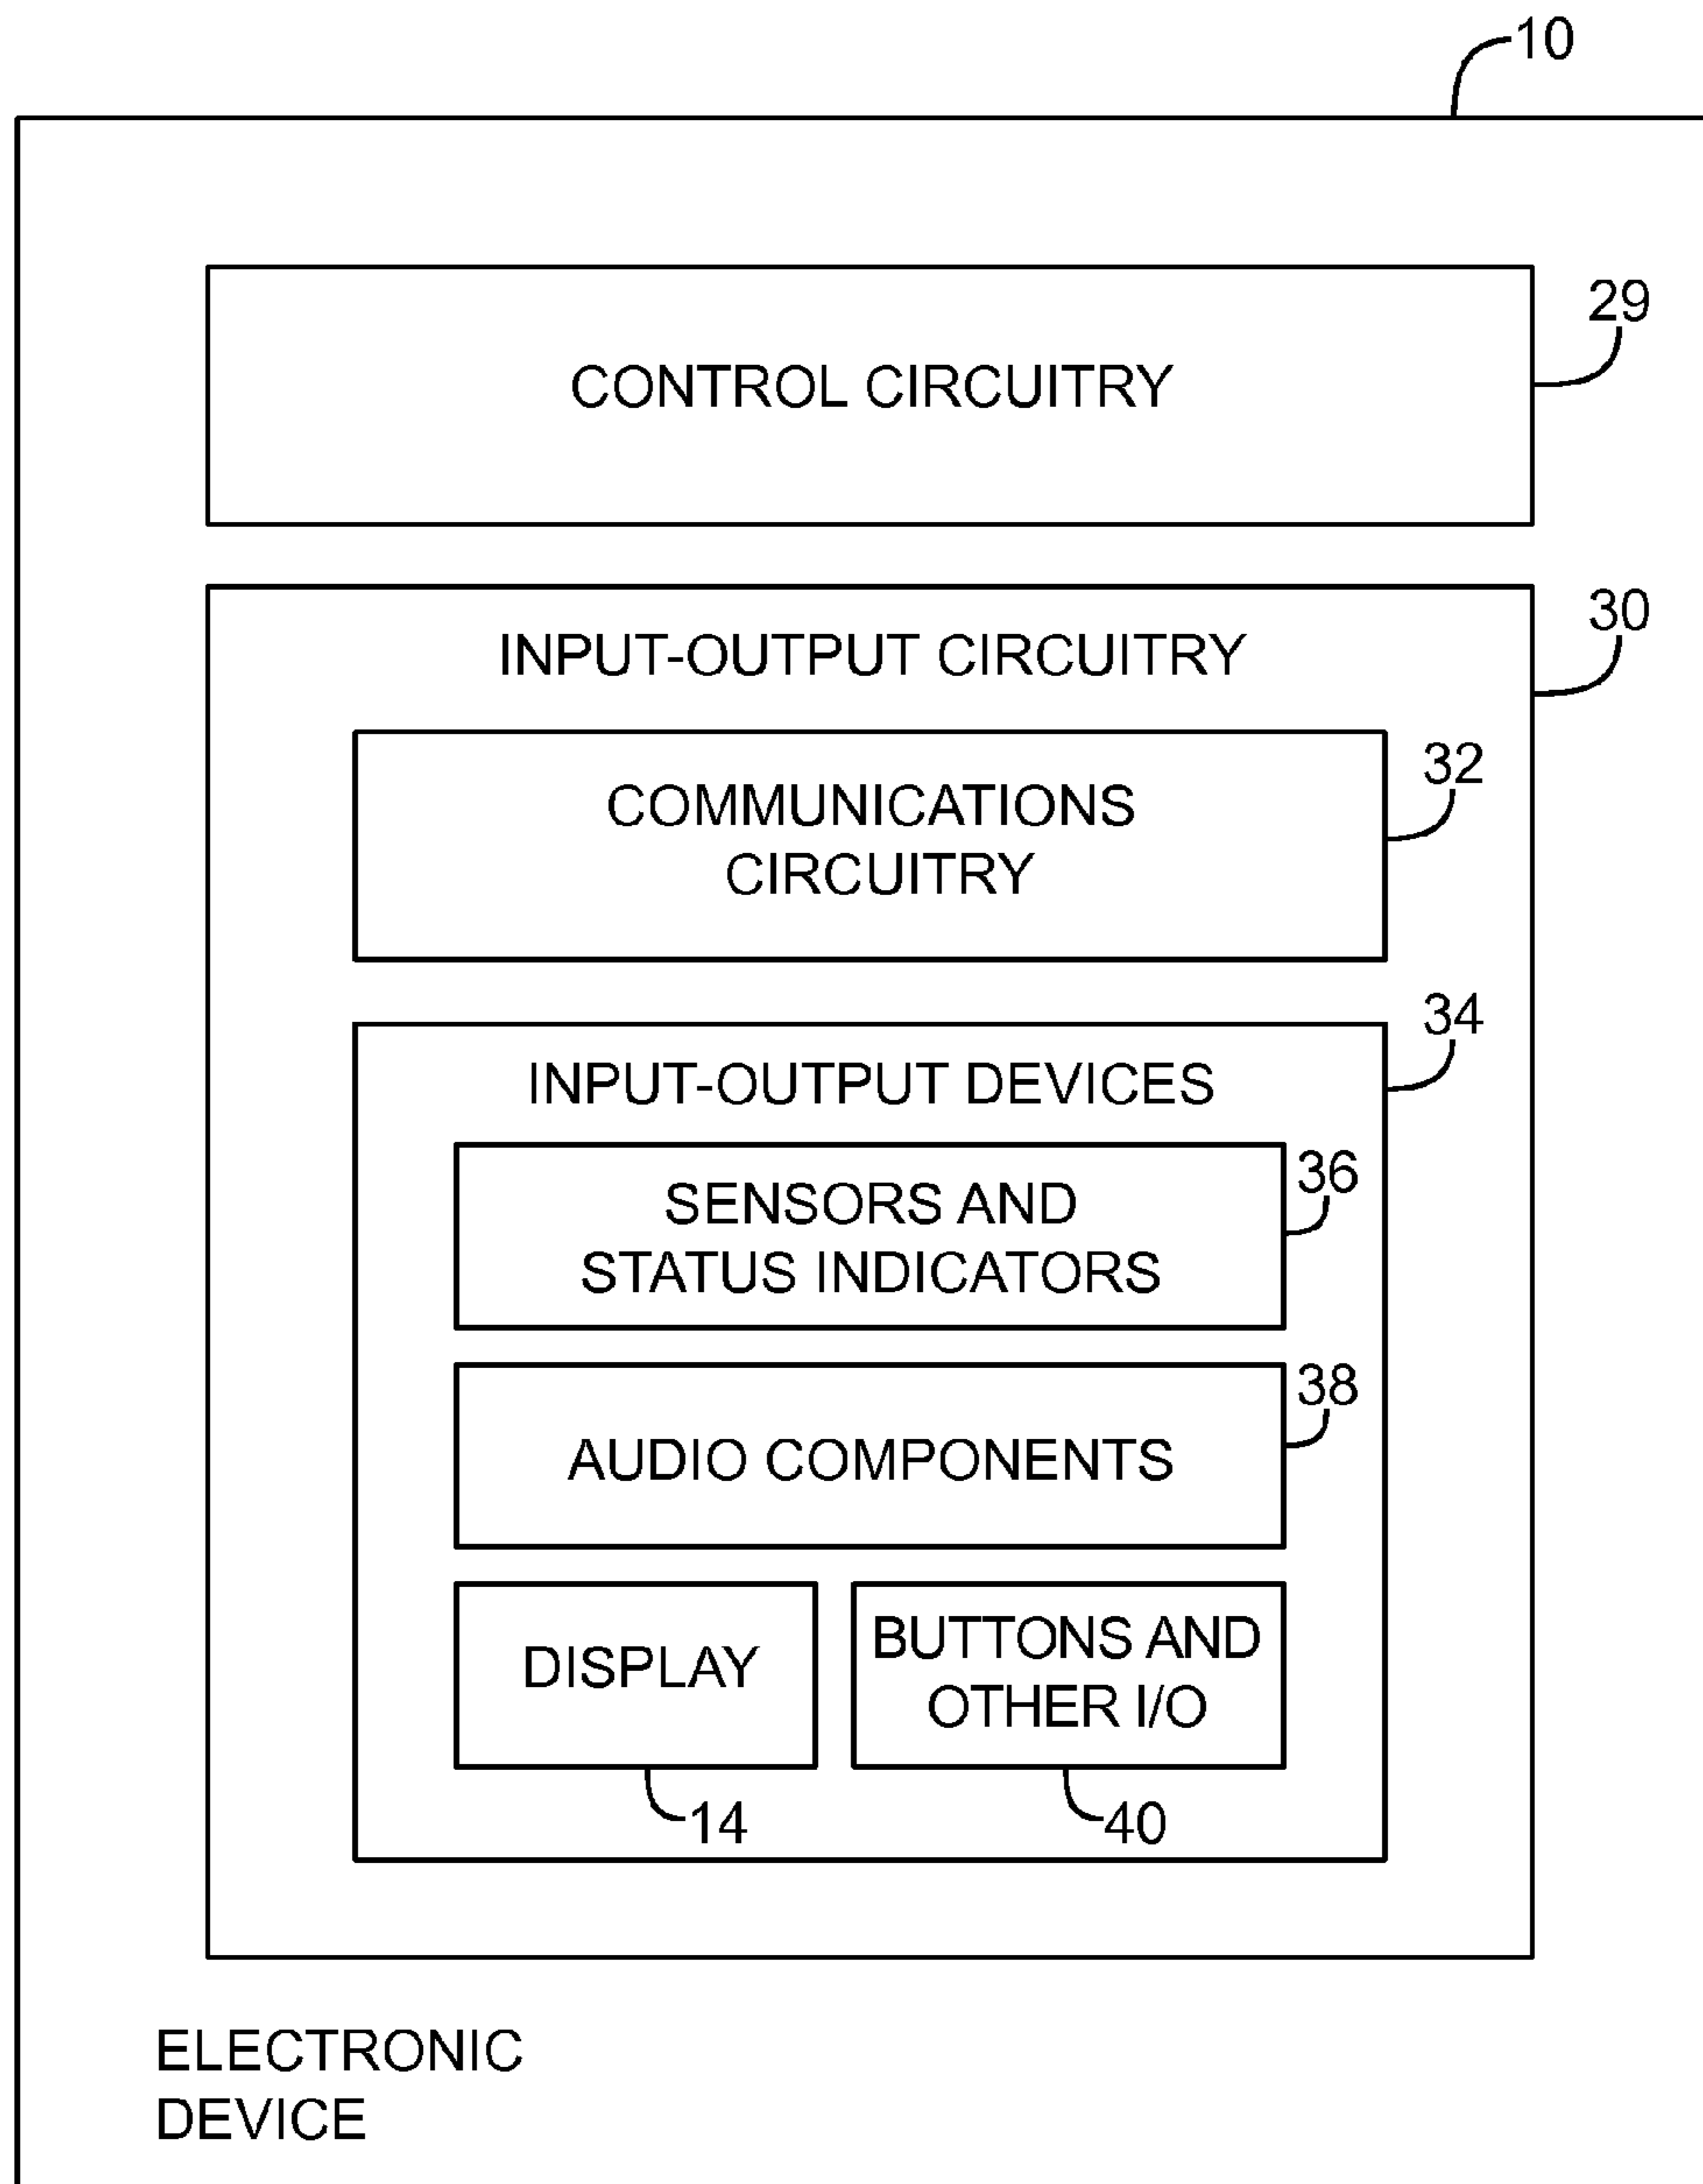 10
CONTROL CIRCUITRY
29
INPUT-OUTPUT CIRCUITRY
30
COMMUNICATIONS
CIRCUITRY
32
INPUT-OUTPUT DEVICES
34
SENSORS AND
STATUS INDICATORS
36
AUDIO COMPONENTS
38
DISPLAY
14
BUTTONS AND
OTHER I/O
40
ELECTRONIC
DEVICE